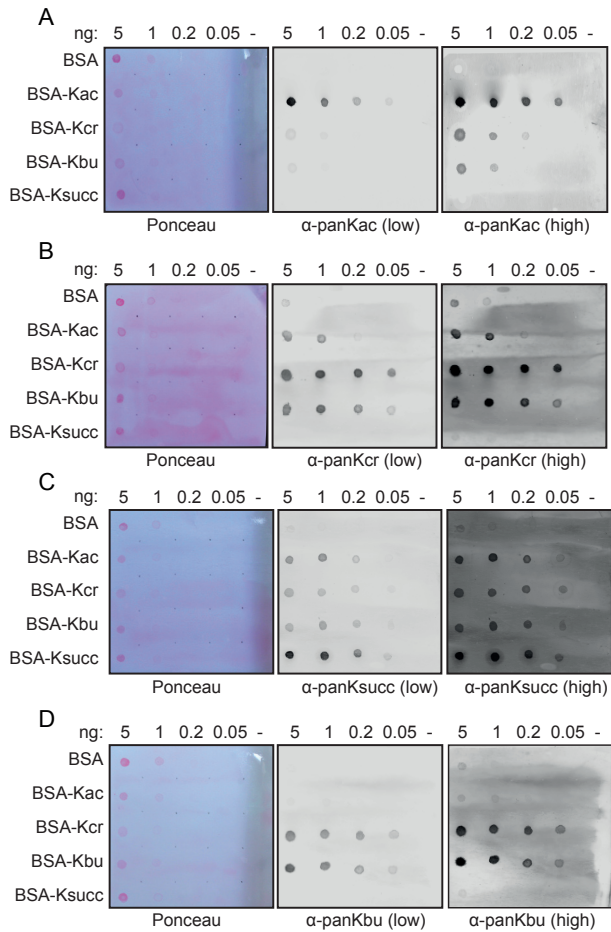 A
ng: 5 1 0.2 0.05 - 5 1 0.2 0.05 - 5 1 0.2 0.05 -
BSA
BSA-Kac
BSA-Kcr
BSA-Kbu
BSA-Ksucc
Ponceau α-panKac (low) α-panKac (high)
B
ng: 5 1 0.2 0.05 - 5 1 0.2 0.05 - 5 1 0.2 0.05 -
BSA
BSA-Kac
BSA-Kcr
BSA-Kbu
BSA-Ksucc
Ponceau α-panKcr (low) α-panKcr (high)
C
ng: 5 1 0.2 0.05 - 5 1 0.2 0.05 - 5 1 0.2 0.05 -
BSA
BSA-Kac
BSA-Kcr
BSA-Kbu
BSA-Ksucc
Ponceau α-panKsucc (low) α-panKsucc (high)
D
ng: 5 1 0.2 0.05 - 5 1 0.2 0.05 - 5 1 0.2 0.05 -
BSA
BSA-Kac
BSA-Kcr
BSA-Kbu
BSA-Ksucc
Ponceau α-panKbu (low) α-panKbu (high)